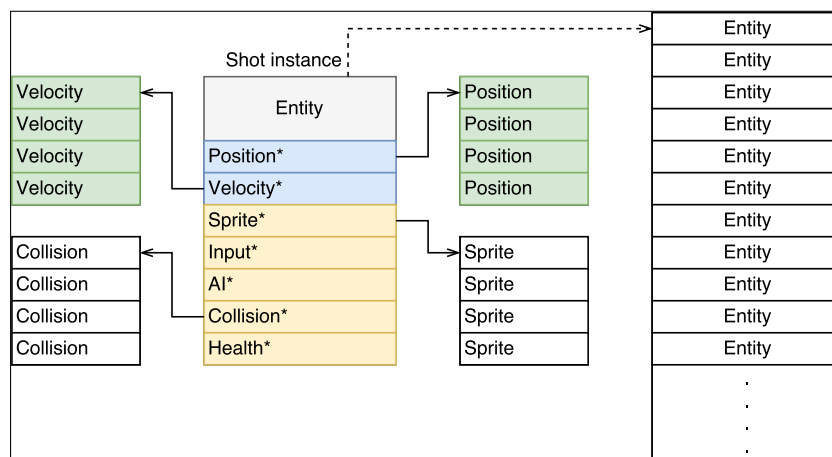 Shot instance
Velocity
Velocity
Velocity
Velocity
Collision
Collision
Collision
Collision
Entity
Position*
Velocity*
Sprite*
Input*
AI*
Collision*
Health*
Position
Position
Position
Position
Sprite
Sprite
Sprite
Sprite
Entity
Entity
Entity
Entity
Entity
Entity
Entity
Entity
Entity
Entity
Entity
.
.
.
.